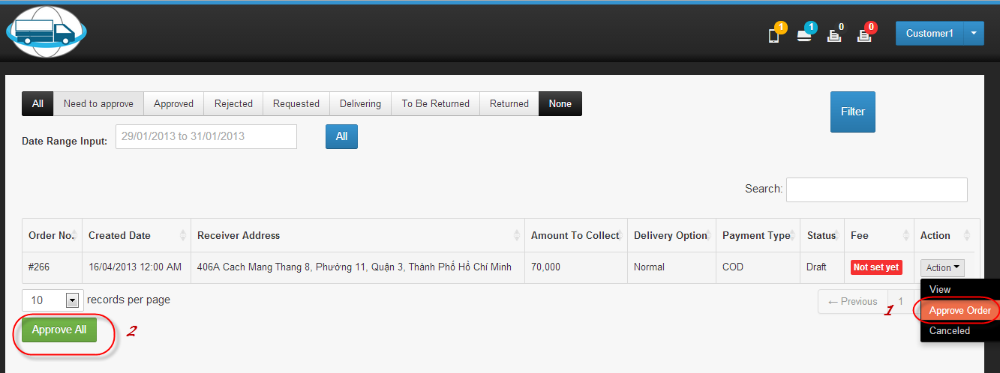 1 1 0 0 Customer1
All Need to approve Approved Rejected Requested Delivering To Be Returned Returned None
Filter
Date Range Input: 29/01/2013 to 31/01/2013 All
Search:
Order No. Created Date Receiver Address Amount To Collect Delivery Option Payment Type Status Fee Action
#266 16/04/2013 12:00 AM 406A Cach Mang Thang 8, Phường 11, Quận 3, Thành Phố Hồ Chí Minh 70,000 Normal COD Draft Not set yet Action
View
10 records per page
← Previous 1
1 Approve Order
Approve All 2
Canceled